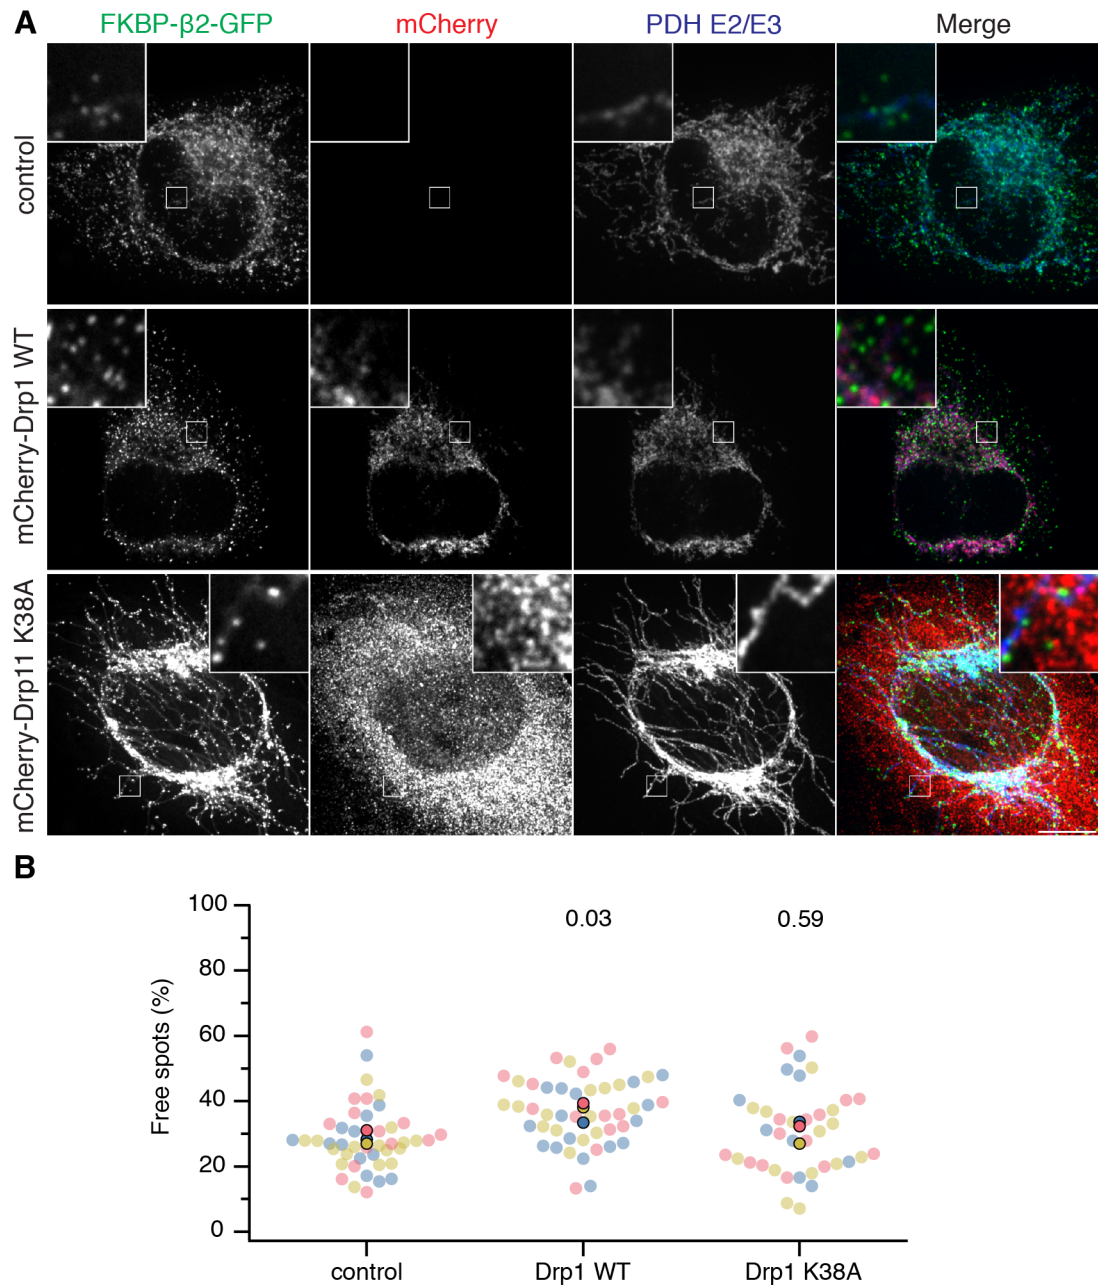 A
FKBP-β2-GFP
mCherry
PDH E2/E3
Merge
control
mCherry-Drp1 WT
mCherry-Drp11 K38A
B
Free spots (%)
100
80
60
40
20
0
0.03
0.59
control
Drp1 WT
Drp1 K38A